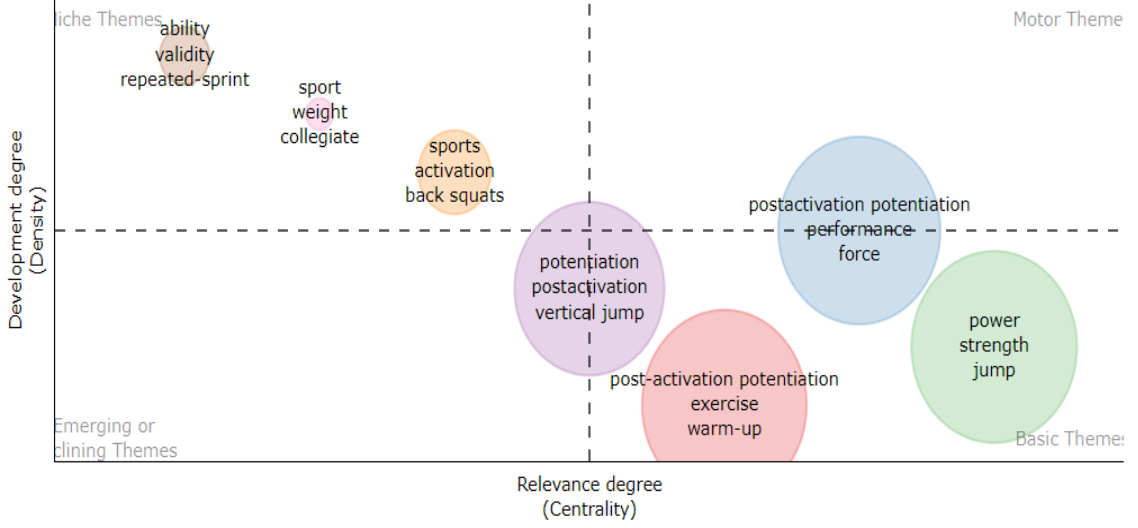 liche Themes
Motor Theme
ability
validity
repeated-sprint
sport
weight
collegiate
sports
activation
back squats
postactivation potentiation
performance
force
potentiation
postactivation
vertical jump
power
strength
jump
post-activation potentiation
exercise
warm-up
Emerging or
clining Themes
Basic Themes
Development degree
(Density)
Relevance degree
(Centrality)